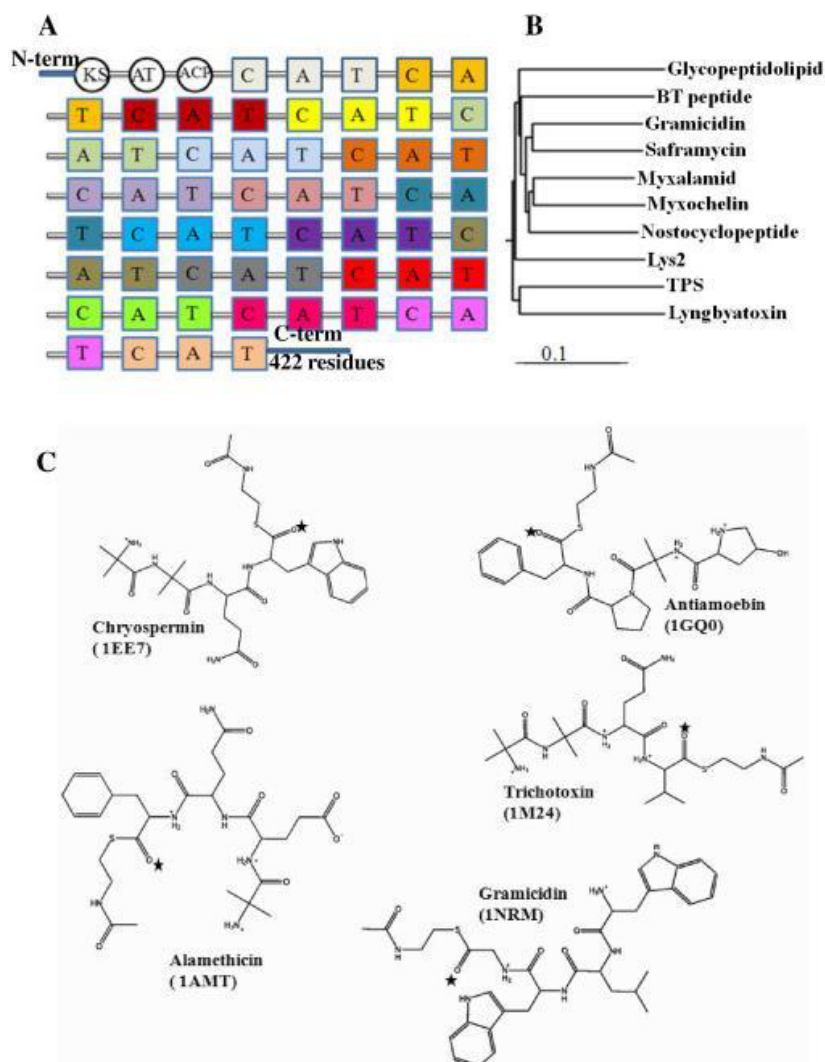 A
N-term
KS AT ACP C A T C A
T C A T C A T C
A T C A T C A T
C A T C A T C A
T C A T C A T C
A T C A T C A T
C A T C A T C A
T C A T
C-term
422 residues
B
Glycopeptidolipid
BT peptide
Gramicidin
Saframycin
Myxalamid
Myxochelin
Nostocyclopeptide
Lys2
TPS
Lyngbyatoxin
0.1
C
Chryospermin
(1EE7)
Antiamoebin
(1GQ0)
Trichotoxin
(1M24)
Alamethicin
(1AMT)
Gramicidin
(1NRM)